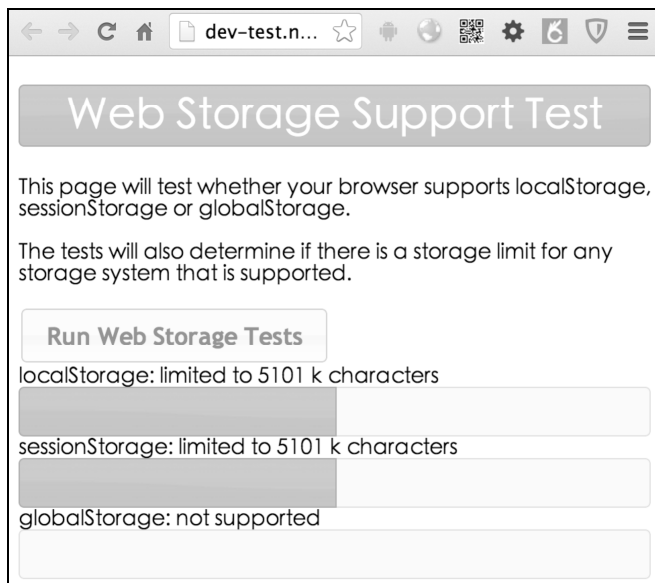 dev-test.n...
Web Storage Support Test
This page will test whether your browser supports localStorage,
sessionStorage or globalStorage.
The tests will also determine if there is a storage limit for any
storage system that is supported.
Run Web Storage Tests
localStorage: limited to 5101 k characters
sessionStorage: limited to 5101 k characters
globalStorage: not supported